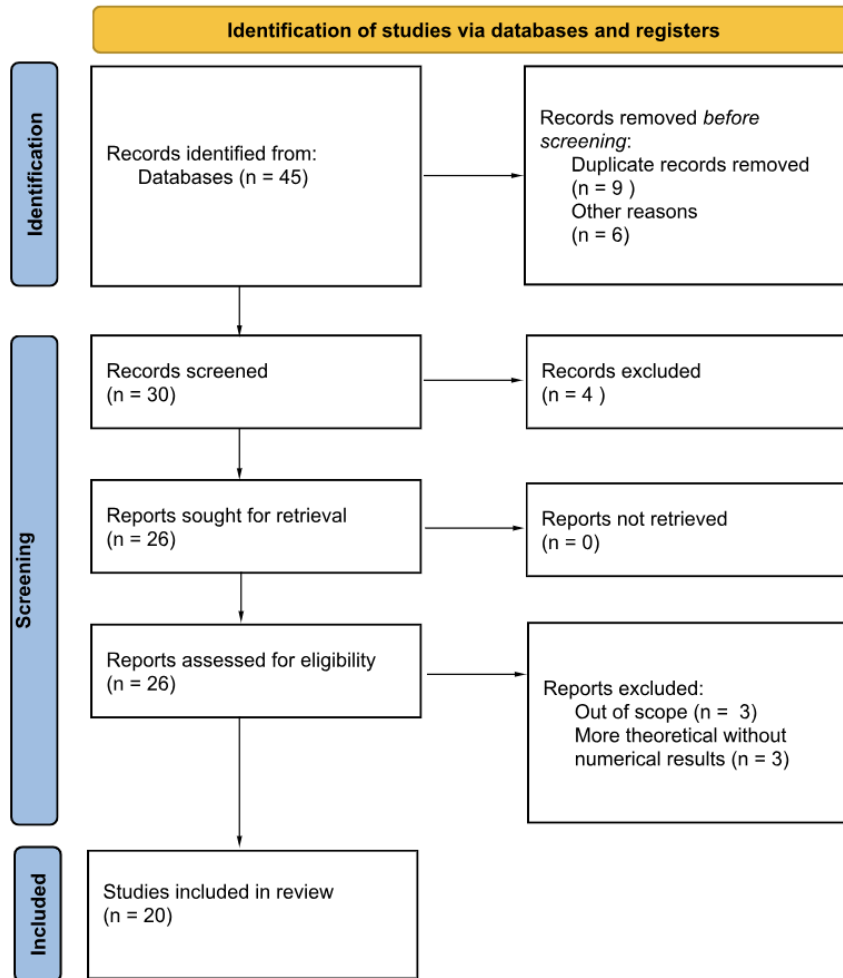 Identification of studies via databases and registers
Identification
Records identified from:
Databases (n = 45)
Records removed before
screening:
Duplicate records removed
(n = 9 )
Other reasons
(n = 6)
Screening
Records screened
(n = 30)
Records excluded
(n = 4 )
Reports sought for retrieval
(n = 26)
Reports not retrieved
(n = 0)
Reports assessed for eligibility
(n = 26)
Reports excluded:
Out of scope (n =  3)
More theoretical without
numerical results (n = 3)
Included
Studies included in review
(n = 20)